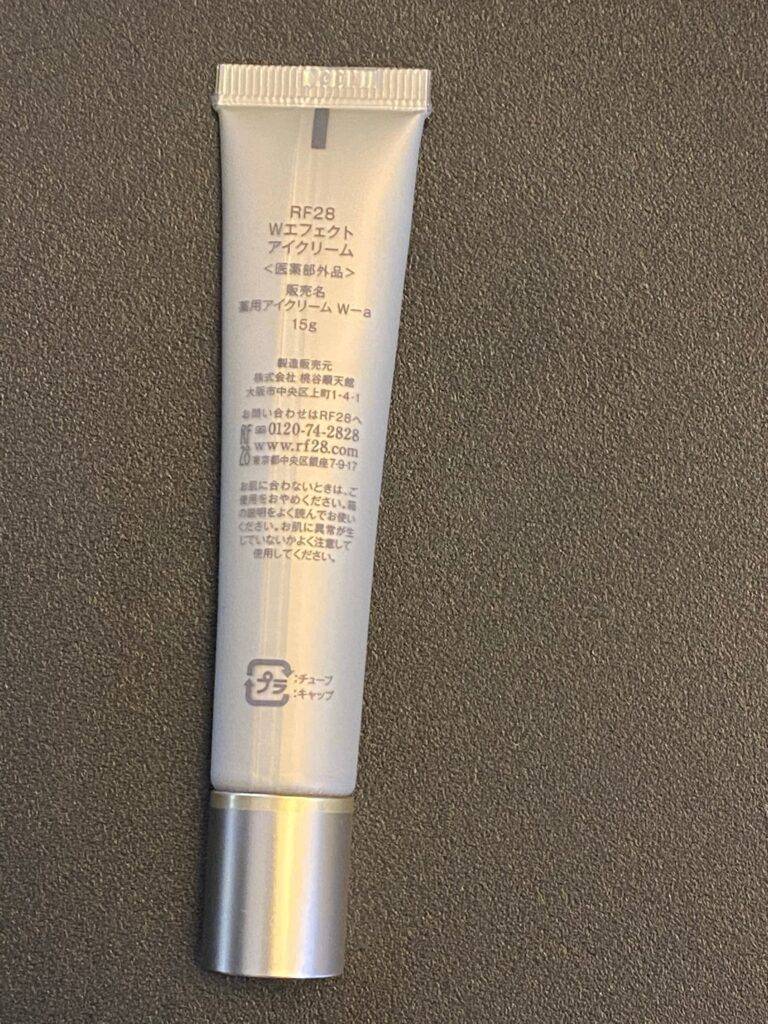 RF28
Wエフェクト
アイクリーム
<医薬部外品>
販売名
薬用アイクリーム W-a
15g
製造販売元
株式会社 桃谷順天館
大阪市中央区上町1-4-1
お問い合わせはRF28へ
RF28 0120-74-2828
www.rf28.com
東京都中央区銀座7-9-17
お肌に合わないときは、ご
使用をおやめください。箱
の説明をよく読んでお使い
ください。お肌に異常が生
じていないかよく注意して
使用してください。
プラ :チューブ
:キャップ